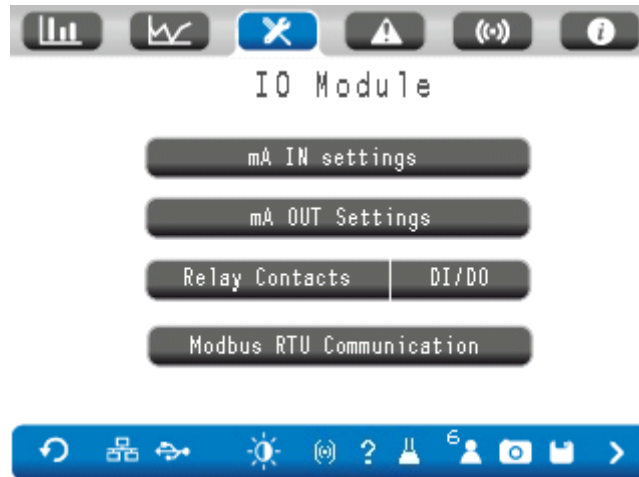 IO Module
mA IN settings
mA OUT Settings
Relay Contacts DI/DO
Modbus RTU Communication
? 6